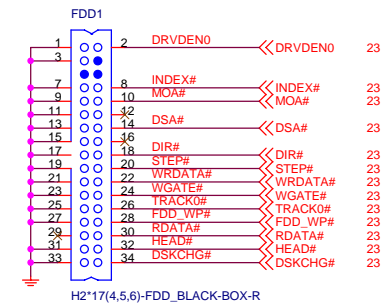 FDD1
1 2 DRVDEN0 DRVDEN0 23
3
7 8 INDEX# INDEX# 23
9 10 MOA# MOA# 23
11 12
13 14 DSA# DSA# 23
15 16
17 18 DIR# DIR# 23
19 20 STEP# STEP# 23
21 22 WRDATA# WRDATA# 23
23 24 WGATE# WGATE# 23
25 26 TRACK0# TRACK0# 23
27 28 FDD_WP# FDD_WP# 23
29 30 RDATA# RDATA# 23
31 32 HEAD# HEAD# 23
33 34 DSKCHG# DSKCHG# 23
H2*17(4,5,6)-FDD_BLACK-BOX-R